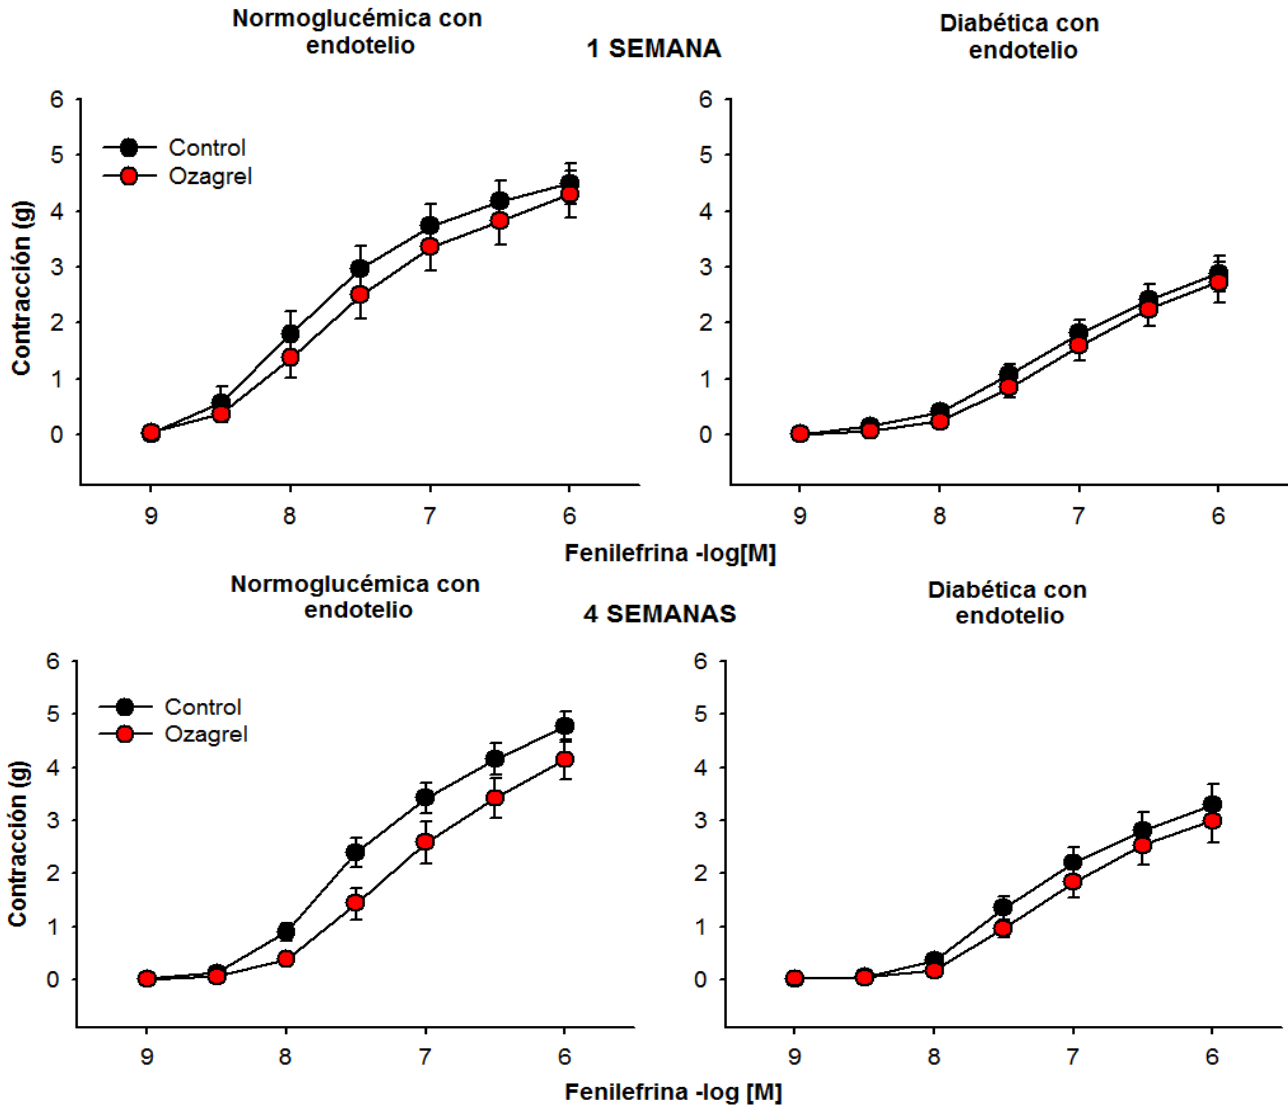 Normoglucémica con
endotelio
1 SEMANA
Diabética con
endotelio
6
5
4
3
2
1
0
Contracción (g)
Control
Ozagrel
9
8
7
6
6
5
4
3
2
1
0
9
8
7
6
Fenilefrina -log[M]
Normoglucémica con
endotelio
4 SEMANAS
Diabética con
endotelio
6
5
4
3
2
1
0
Contracción (g)
Control
Ozagrel
9
8
7
6
6
5
4
3
2
1
0
9
8
7
6
Fenilefrina -log [M]